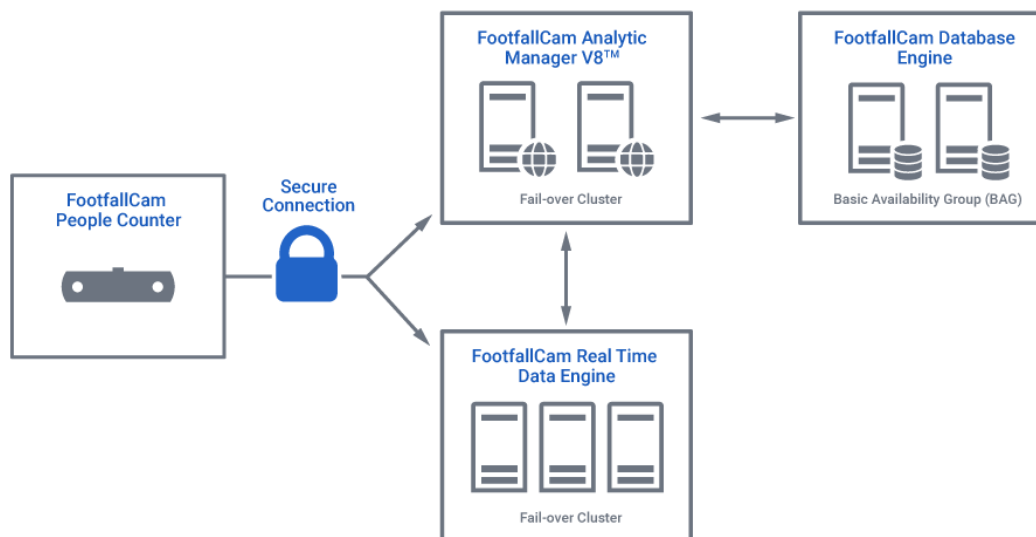 FootfallCam People Counter
Secure
Connection
FootfallCam Analytic
Manager V8™
Fail-over Cluster
FootfallCam Database
Engine
Basic Availability Group (BAG)
FootfallCam Real Time
Data Engine
Fail-over Cluster